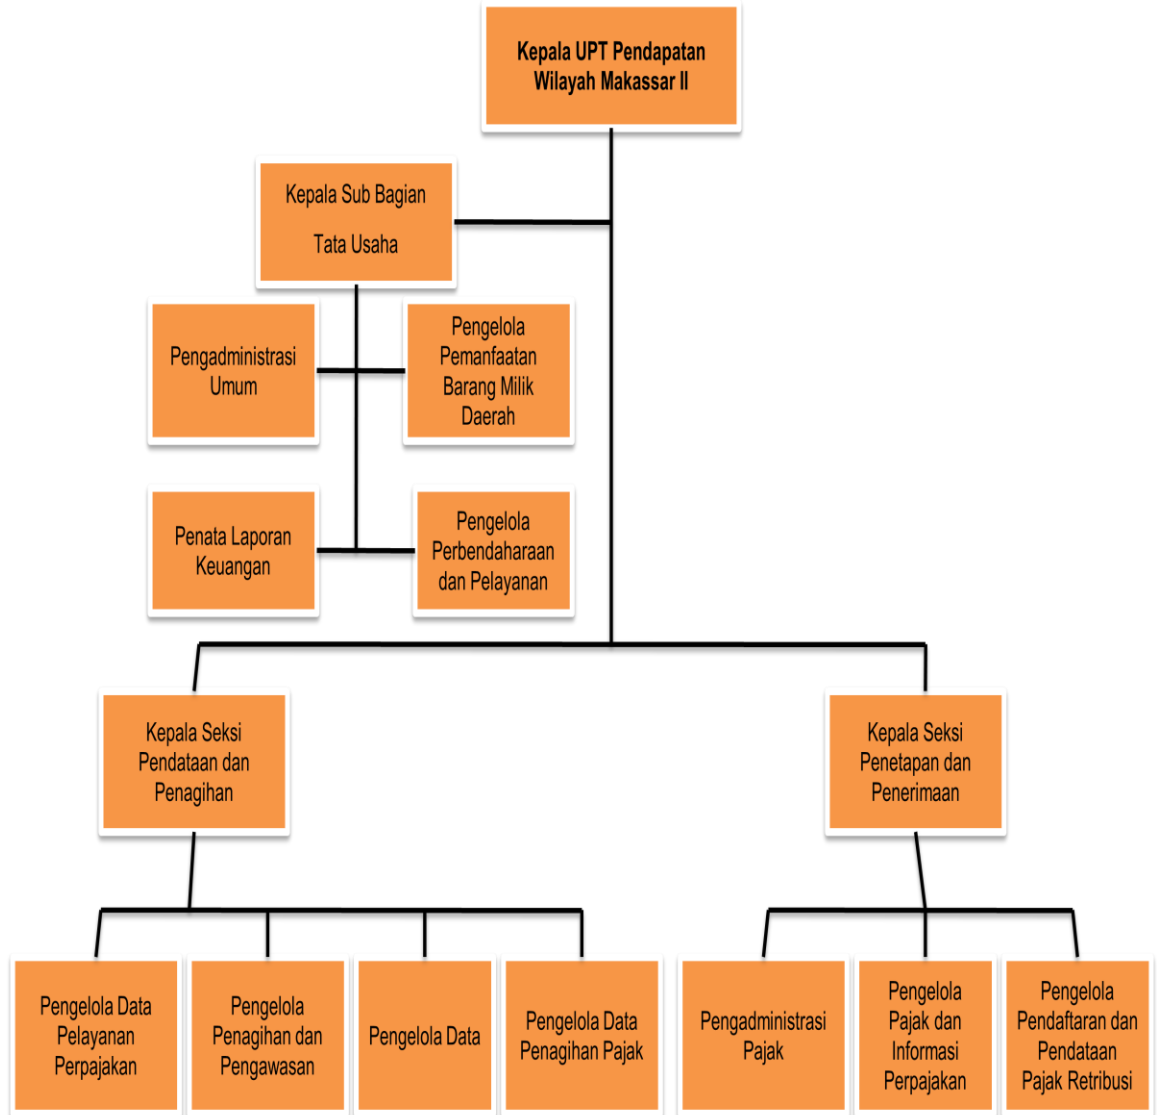 Kepala UPT Pendapatan
Wilayah Makassar II
Kepala Sub Bagian
Tata Usaha
Pengadministrasi
Umum
Pengelola
Pemanfaatan
Barang Milik
Daerah
Penata Laporan
Keuangan
Pengelola
Perbendaharaan
dan Pelayanan
Kepala Seksi
Pendataan dan
Penagihan
Kepala Seksi
Penetapan dan
Penerimaan
Pengelola Data
Pelayanan
Perpajakan
Pengelola
Penagihan dan
Pengawasan
Pengelola Data
Pengelola Data
Penagihan Pajak
Pengadministrasi
Pajak
Pengelola
Pajak dan
Informasi
Perpajakan
Pengelola
Pendaftaran dan
Pendataan
Pajak Retribusi